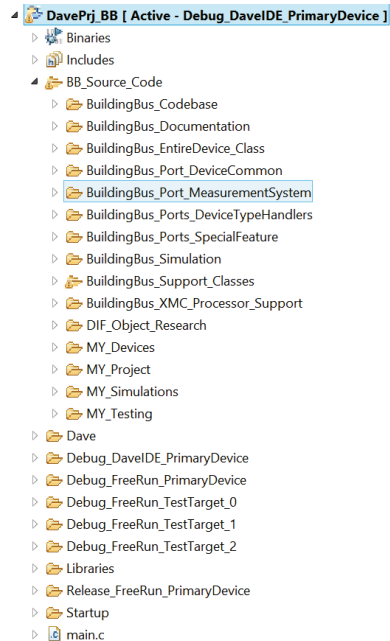 DavePrj_BB [ Active - Debug_DaveIDE_PrimaryDevice ]
Binaries
Includes
BB_Source_Code
BuildingBus_Codebase
BuildingBus_Documentation
BuildingBus_EntireDevice_Class
BuildingBus_Port_DeviceCommon
BuildingBus_Port_MeasurementSystem
BuildingBus_Ports_DeviceTypeHandlers
BuildingBus_Ports_SpecialFeature
BuildingBus_Simulation
BuildingBus_Support_Classes
BuildingBus_XMC_Processor_Support
DIF_Object_Research
MY_Devices
MY_Project
MY_Simulations
MY_Testing
Dave
Debug_DaveIDE_PrimaryDevice
Debug_FreeRun_PrimaryDevice
Debug_FreeRun_TestTarget_0
Debug_FreeRun_TestTarget_1
Debug_FreeRun_TestTarget_2
Libraries
Release_FreeRun_PrimaryDevice
Startup
main.c